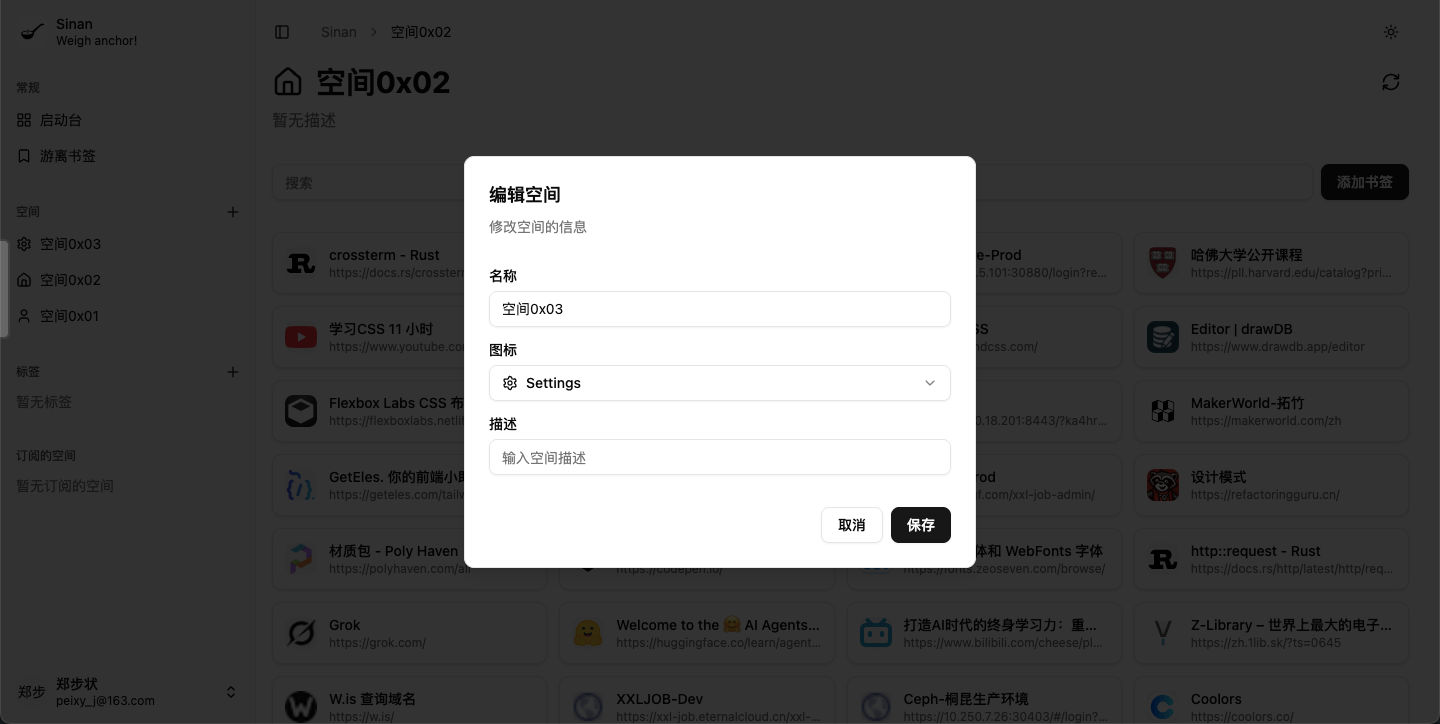 Sinan
Weigh anchor!
常规
启动台
游离书签
空间
空间0x03
空间0x02
空间0x01
标签
暂无标签
订阅的空间
暂无订阅的空间
郑步
郑步状
peixy_j@163.com
Sinan
空间0x02
空间0x02
暂无描述
搜索
添加书签
编辑空间
修改空间的信息
名称
空间0x03
图标
Settings
描述
输入空间描述
取消
保存
crossterm - Rust
https://docs.rs/crossterm
e-Prod
.5.101:30880/login?re...
哈佛大学公开课程
https://pll.harvard.edu/catalog?pri...
学习CSS 11 小时
https://www.youtube.co
SS
ndcss.com/
Editor | drawDB
https://www.drawdb.app/editor
Flexbox Labs CSS 布
https://flexboxlabs.netli
0.18.201:8443/?ka4hr...
MakerWorld-拓竹
https://makerworld.com/zh
GetEles. 你的前端小
https://geteles.com/tailw
rod
f.com/xxl-job-admin/
设计模式
https://refactoringguru.cn/
材质包 - Poly Haven
https://polyhaven.com/all
https://codepen.io/
体和 WebFonts 字体
https://fonts.zeoseven.com/browse/
http::request - Rust
https://docs.rs/http/latest/http/req...
Grok
https://grok.com/
Welcome to the 🤗 AI Agents...
https://huggingface.co/learn/agent...
打造AI时代的终身学习力：重...
https://www.bilibili.com/cheese/pl...
Z-Library – 世界上最大的电子...
https://zh.1lib.sk/?ts=0645
W.is 查询域名
https://w.is/
XXLJOB-Dev
https://xxl-job.eternalcloud.cn/xxl-...
Ceph-桐昆生产环境
https://10.250.7.26:30403/#/login?...
Coolors
https://coolors.co/